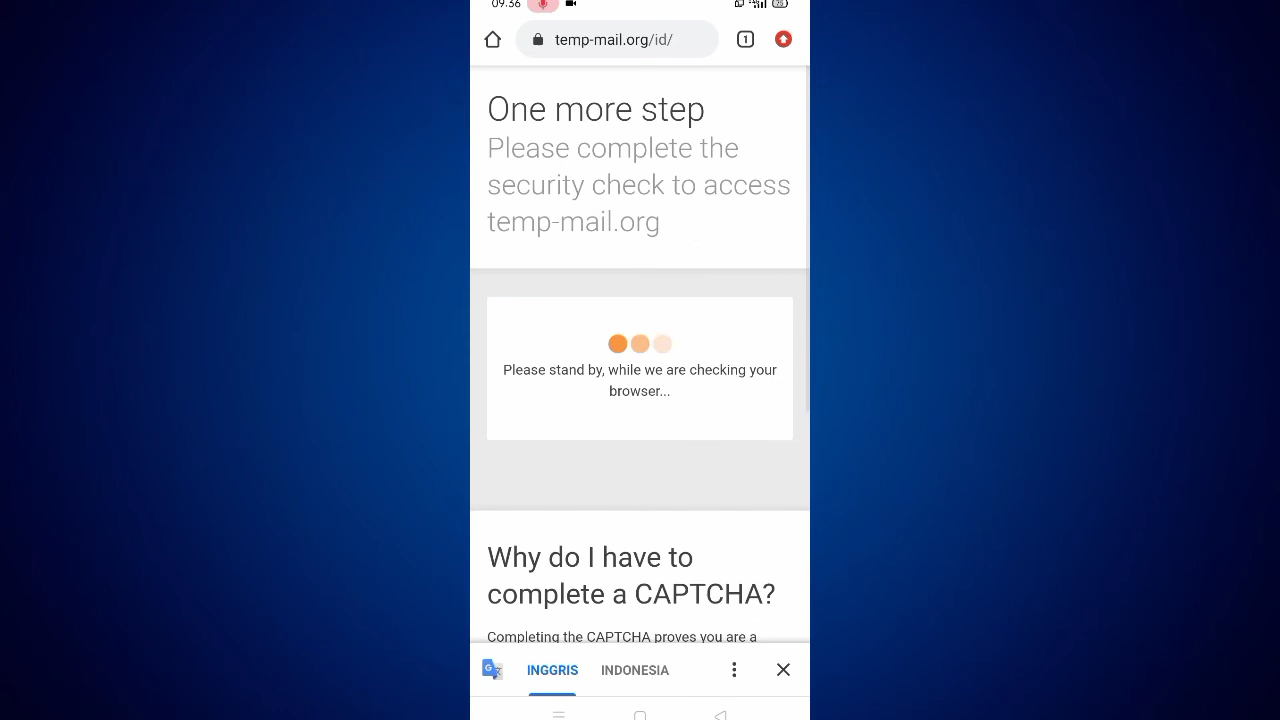 09.36
temp-mail.org/id/
1
One more step
Please complete the
security check to access
temp-mail.org
Please stand by, while we are checking your
browser...
Why do I have to
complete a CAPTCHA?
Completing the CAPTCHA proves you are a
INGGRIS INDONESIA